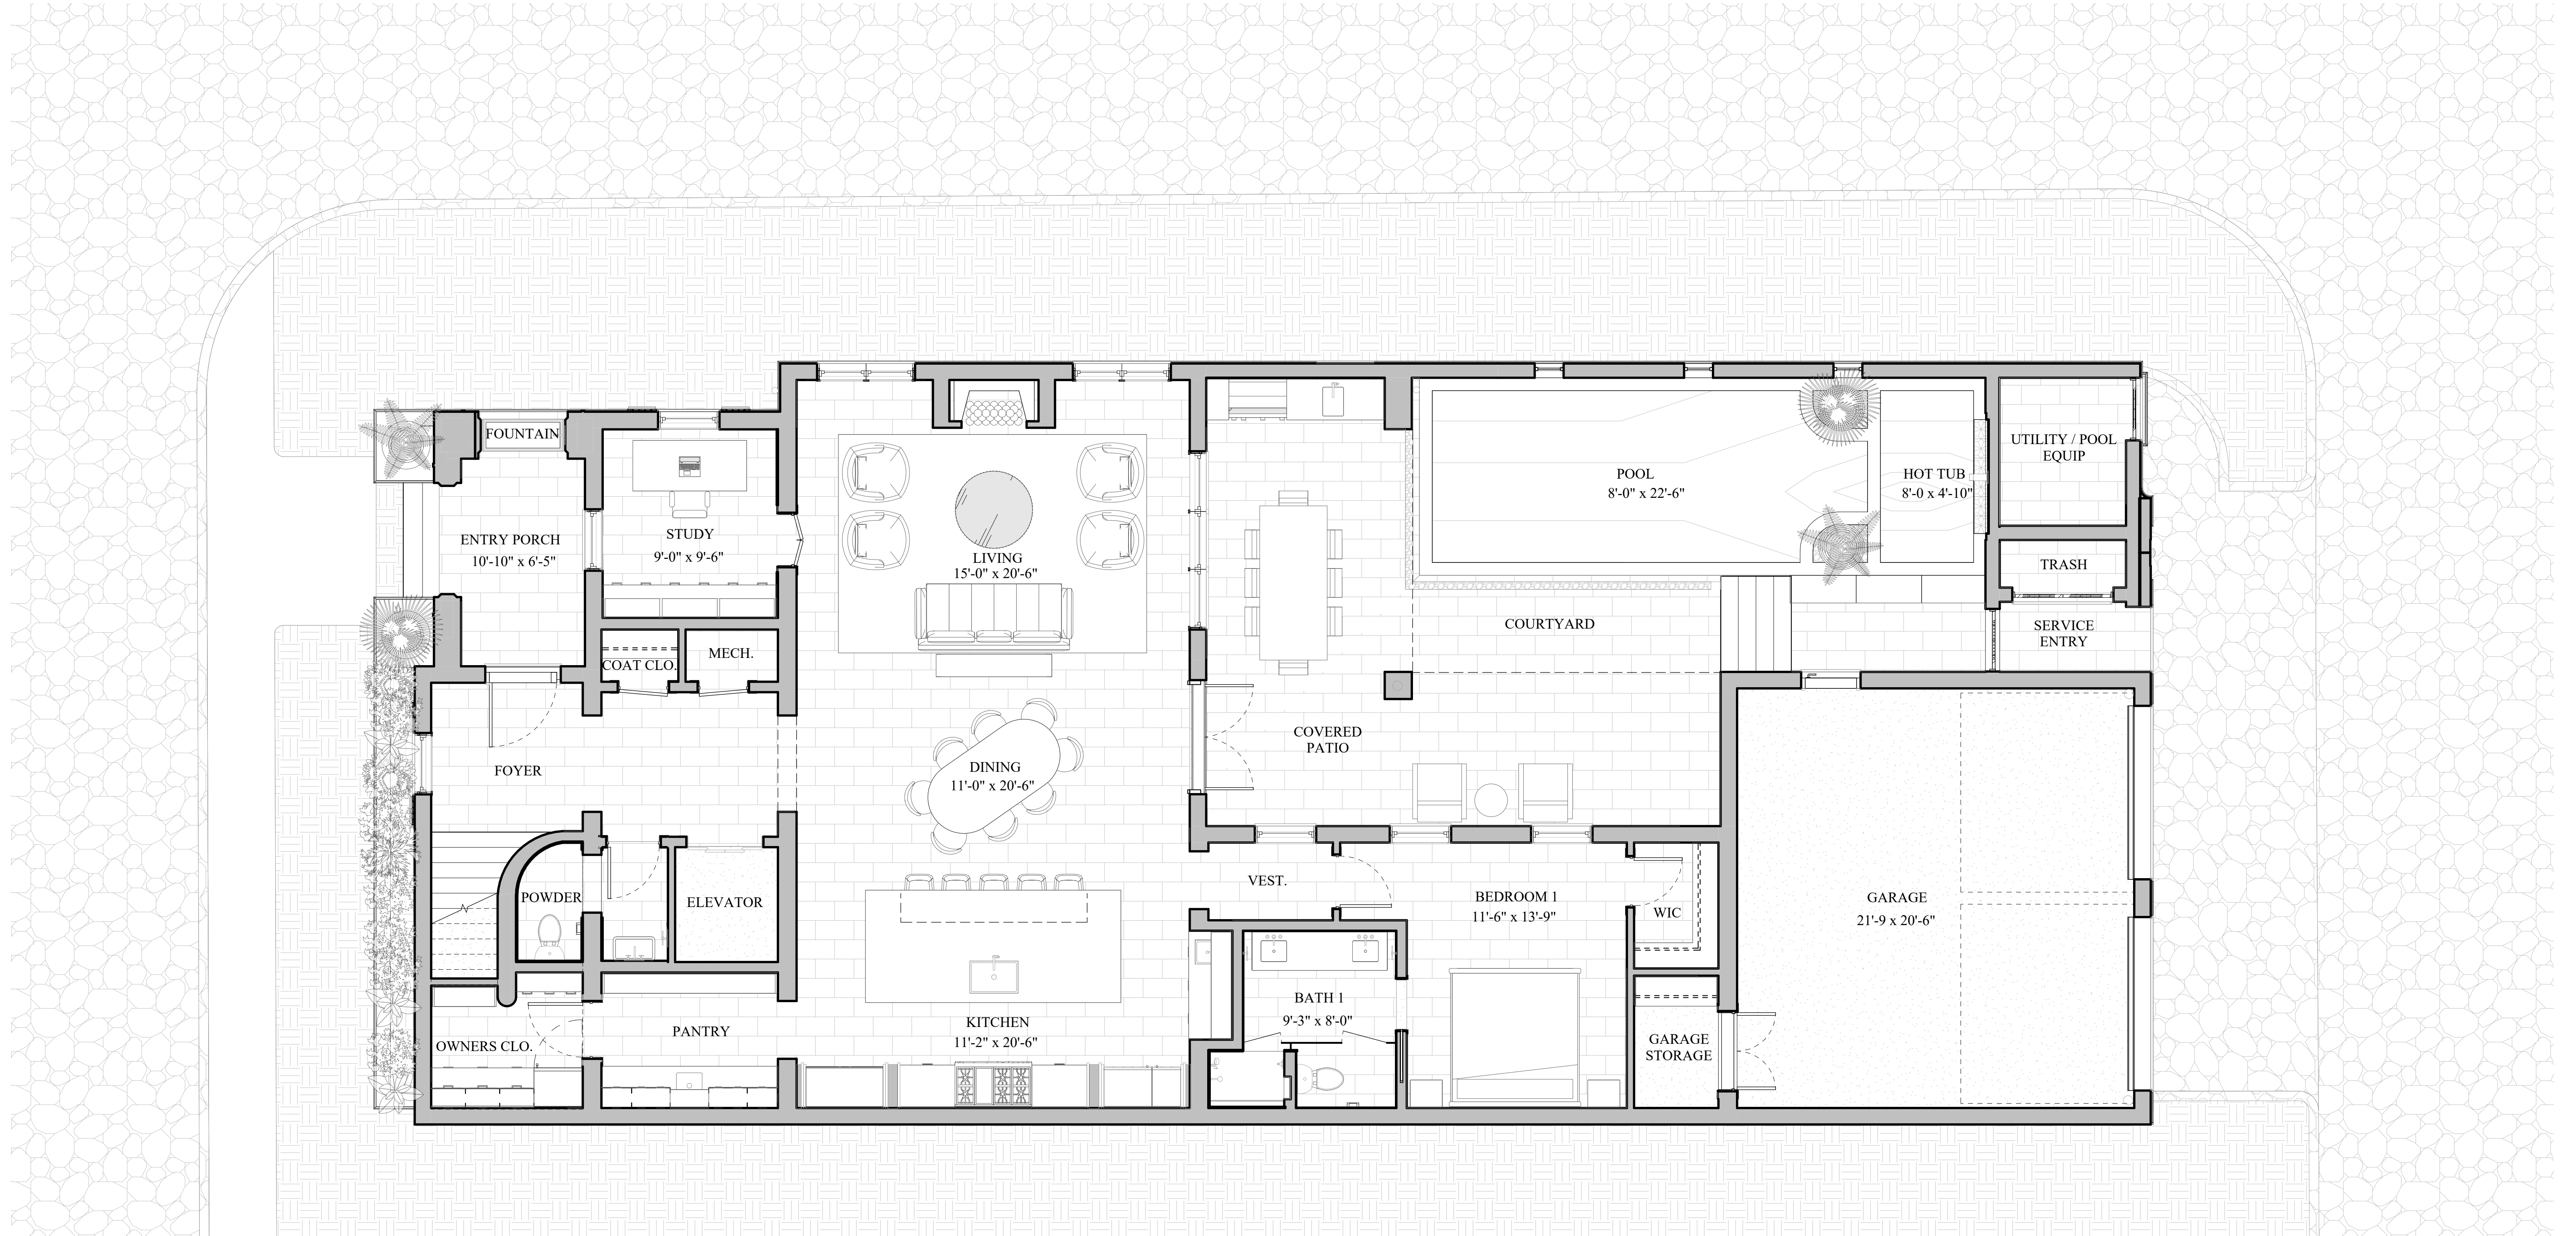 FOUNTAIN
ENTRY PORCH
10'-10" x 6'-5"
STUDY
9'-0" x 9'-6"
COAT CLO.
MECH.
LIVING
15'-0" x 20'-6"
POOL
8'-0" x 22'-6"
HOT TUB
8'-0 x 4'-10"
UTILITY / POOL
EQUIP
TRASH
SERVICE
ENTRY
COURTYARD
COVERED
PATIO
FOYER
DINING
11'-0" x 20'-6"
POWDER
ELEVATOR
VEST.
BEDROOM 1
11'-6" x 13'-9"
WIC
GARAGE
21'-9 x 20'-6"
OWNERS CLO.
PANTRY
KITCHEN
11'-2" x 20'-6"
BATH 1
9'-3" x 8'-0"
GARAGE
STORAGE